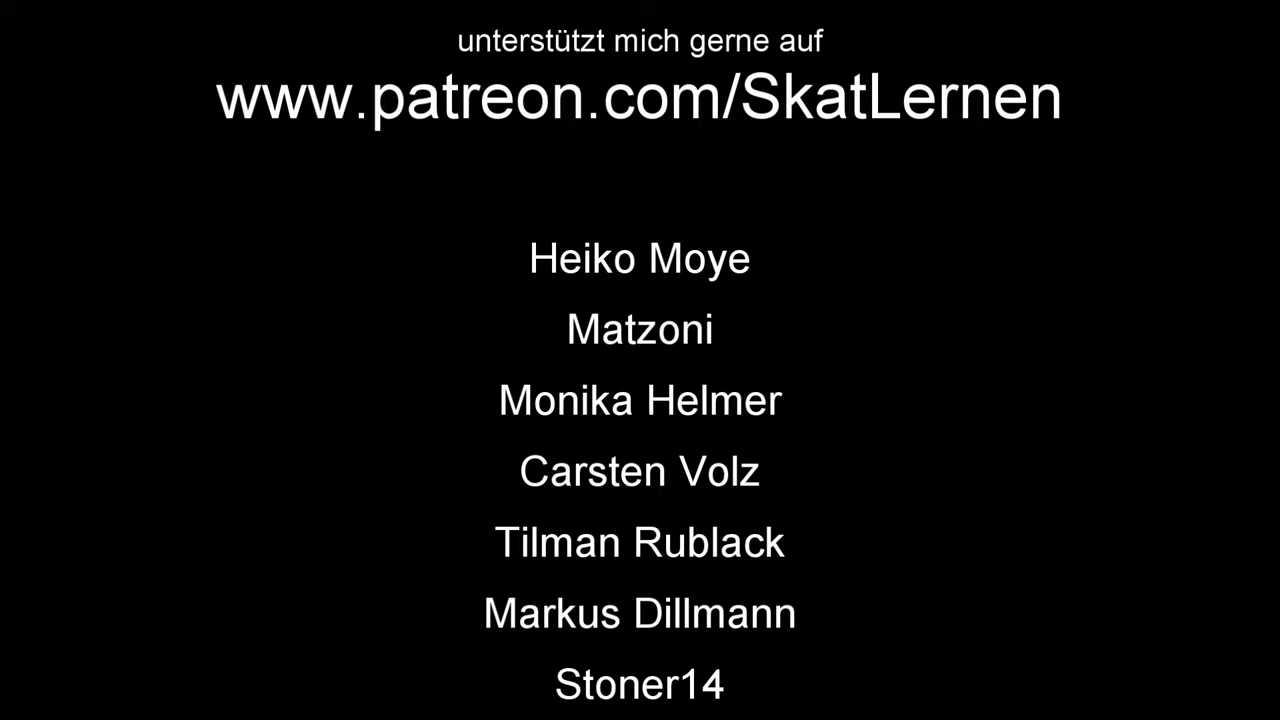 unterstützt mich gerne auf
www.patreon.com/SkatLernen
Heiko Moye
Matzoni
Monika Helmer
Carsten Volz
Tilman Rublack
Markus Dillmann
Stoner14